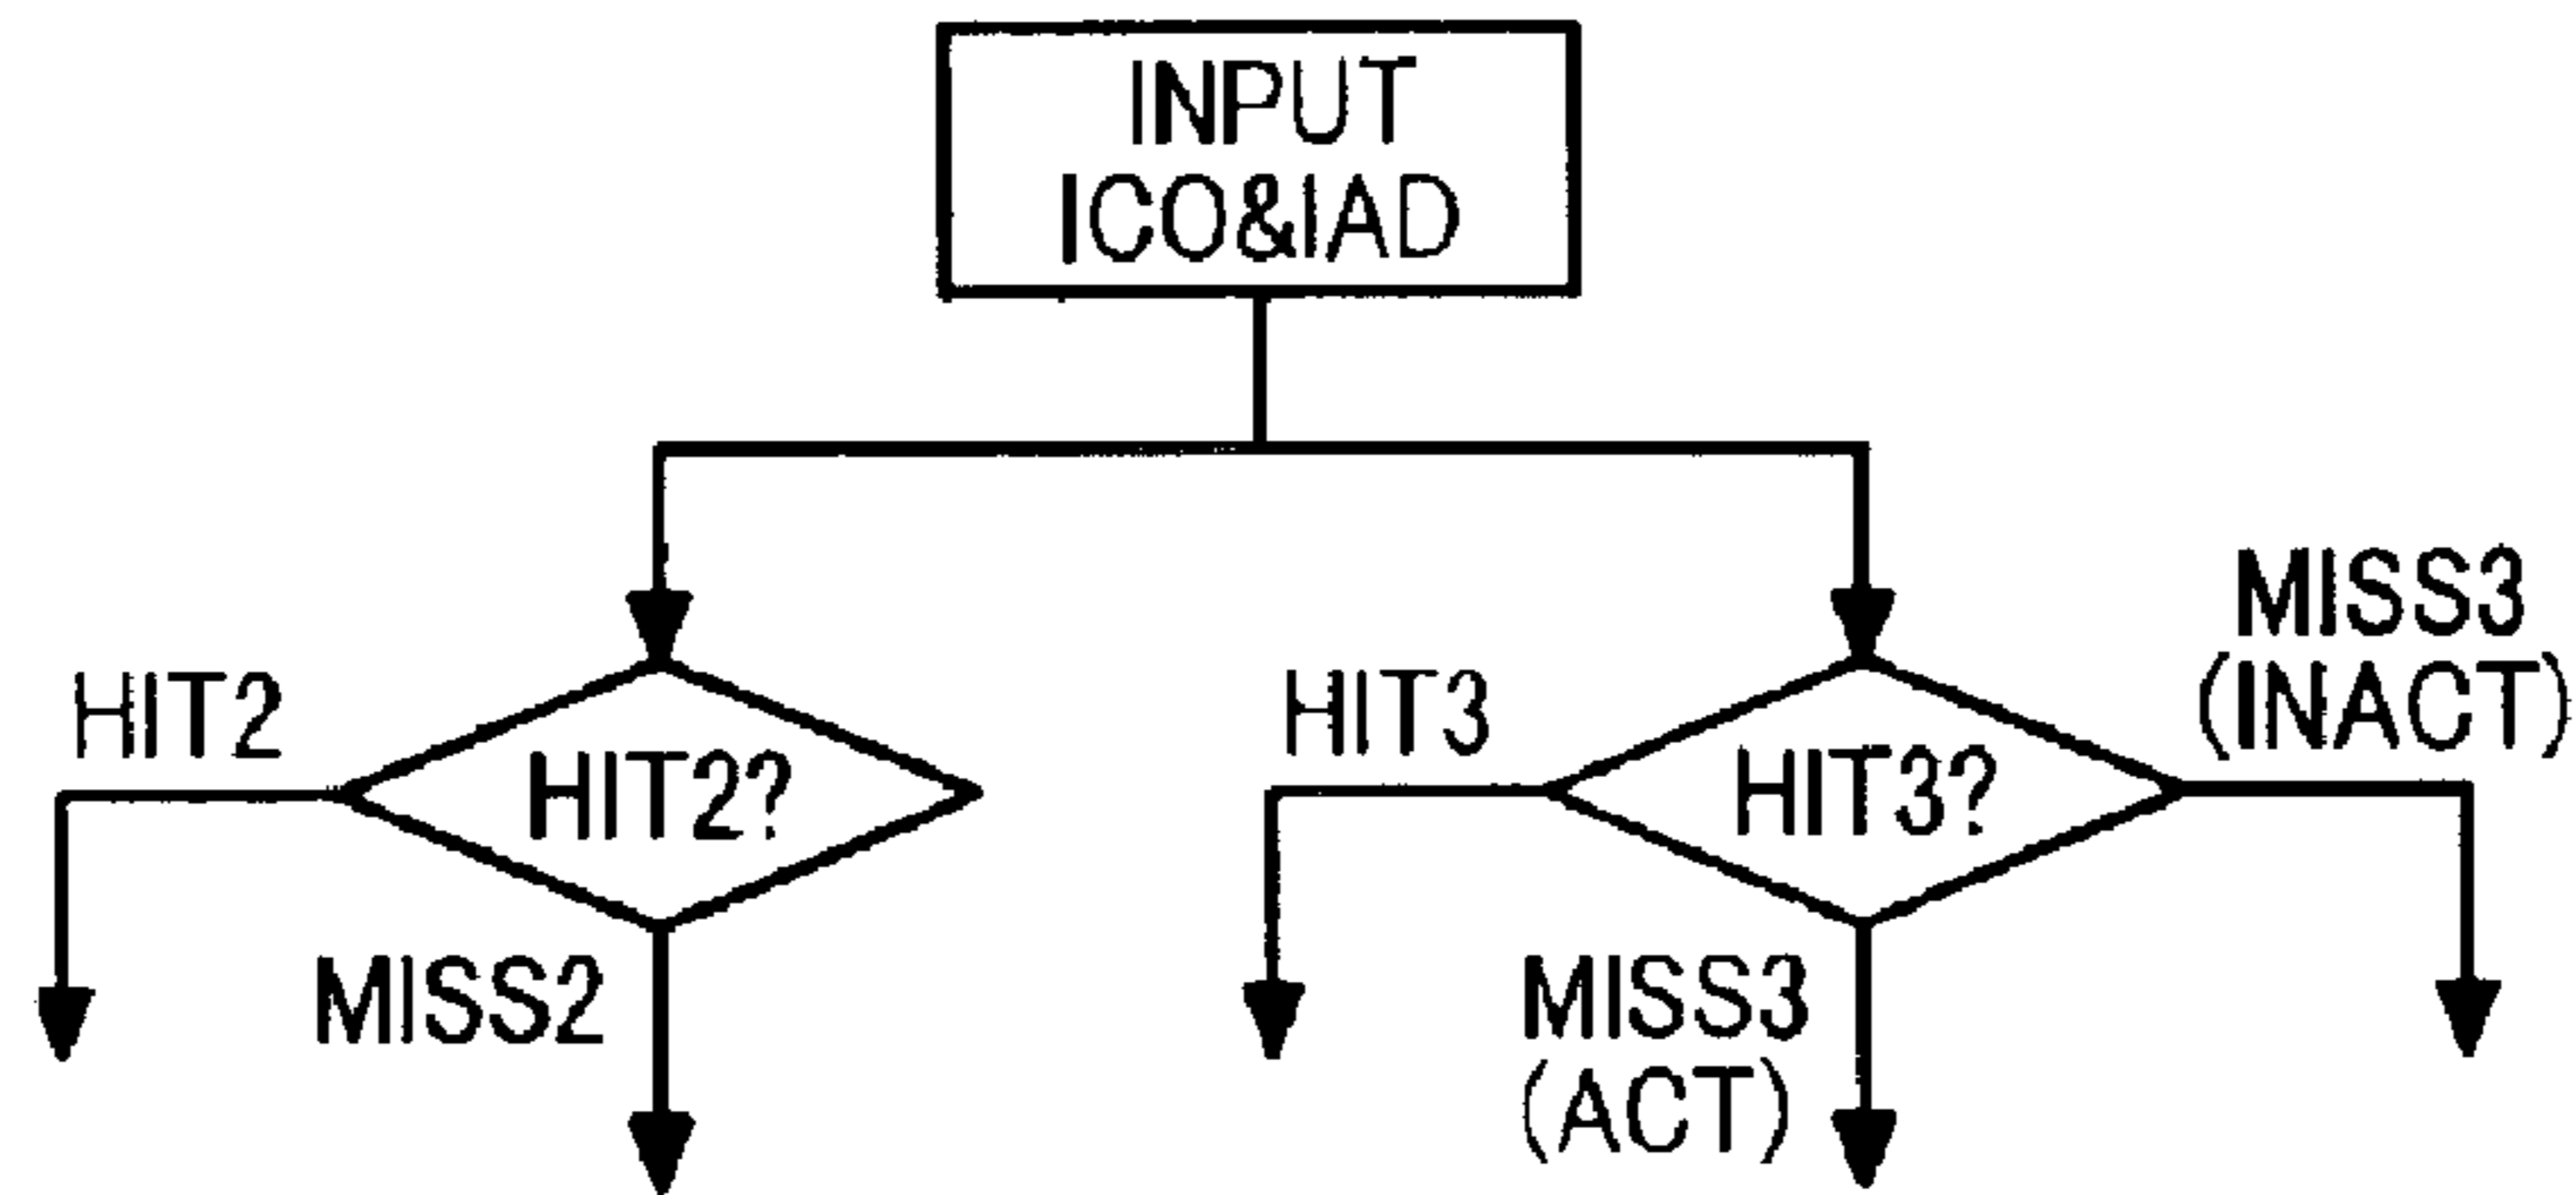 INPUT
ICO&IAD
HIT2
HIT2?
MISS2
HIT3
HIT3?
MISS3
(INACT)
MISS3
(ACT)